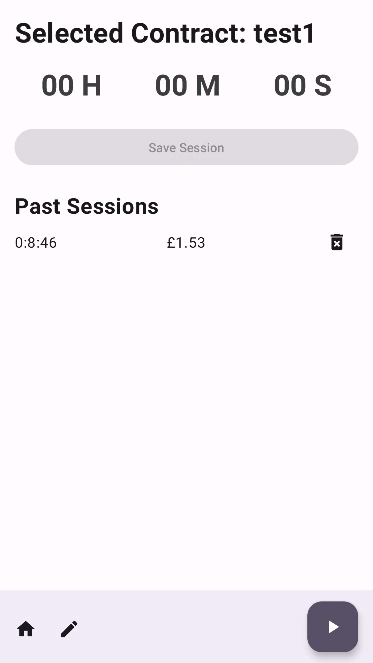 Selected Contract: test1
00 H 00 M 00 S
Save Session
Past Sessions
0:8:46 £1.53